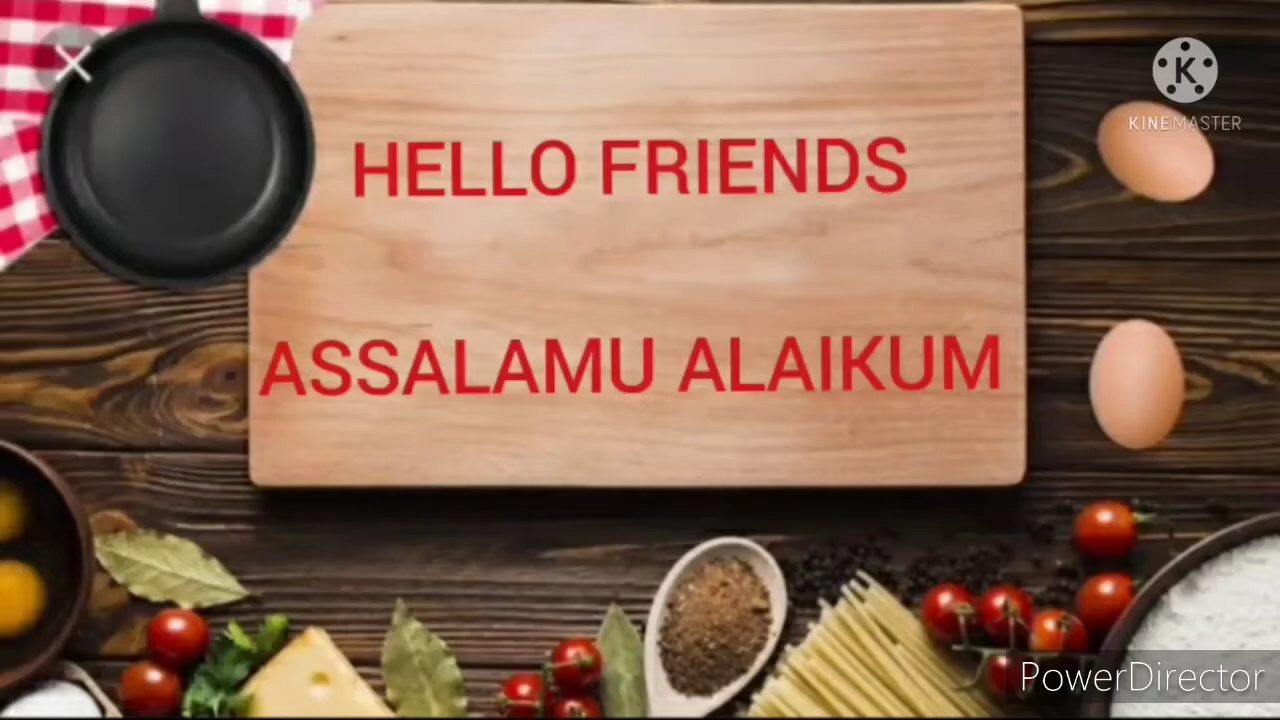 K
KINEMASTER
HELLO FRIENDS
ASSALAMU ALAIKUM
PowerDirector